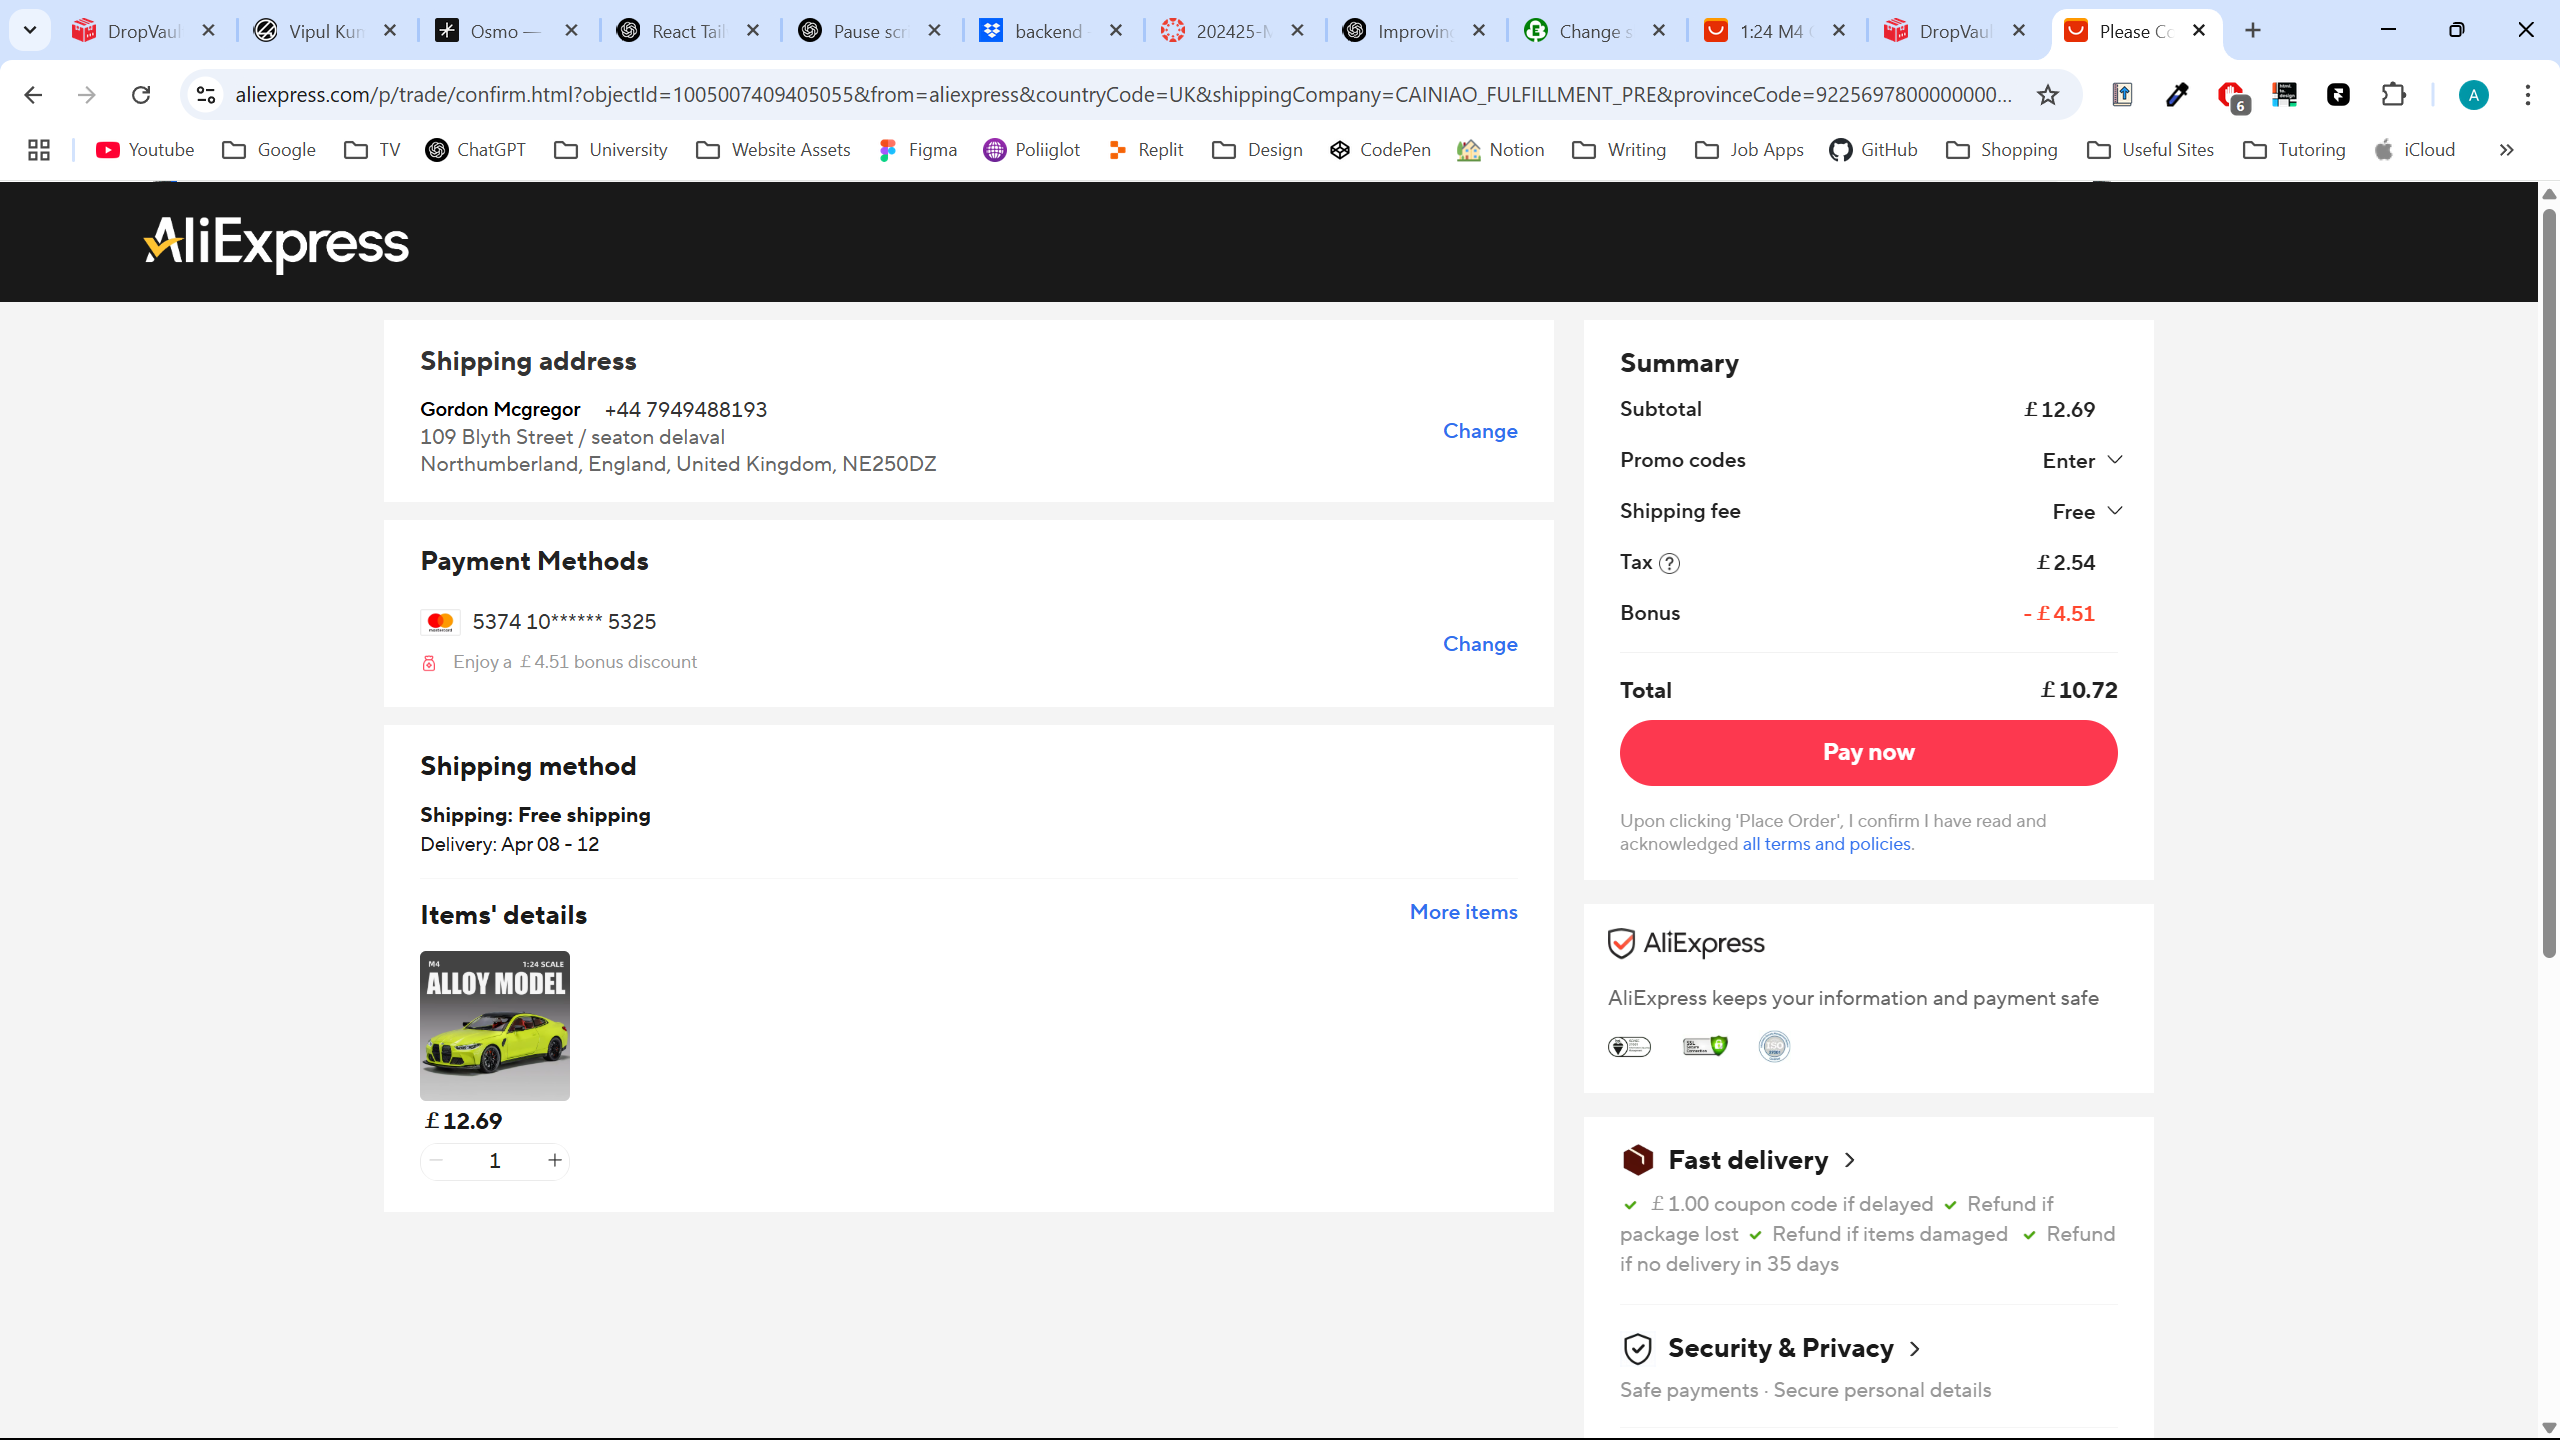 DropVaul
Vipul Kun
Osmo —
React Tail
Pause scr
backend
202425-M
Improving
Change s
1:24 M4
DropVaul
Please Co
aliexpress.com/p/trade/confirm.html?objectId=1005007409405055&from=aliexpress&countryCode=UK&shippingCompany=CAINIAO_FULFILLMENT_PRE&provinceCode=9225697800000000...
6
A
Youtube
Google
TV
ChatGPT
University
Website Assets
Figma
Poliiglot
Replit
Design
CodePen
Notion
Writing
Job Apps
GitHub
Shopping
Useful Sites
Tutoring
iCloud
AliExpress
Shipping address
Gordon Mcgregor +44 7949488193
109 Blyth Street / seaton delaval
Northumberland, England, United Kingdom, NE250DZ
Change
Payment Methods
5374 10****** 5325
Enjoy a £4.51 bonus discount
Change
Shipping method
Shipping: Free shipping
Delivery: Apr 08 - 12
Items' details
More items
M4 1:24 SCALE
ALLOY MODEL
£12.69
1
Summary
Subtotal £12.69
Promo codes Enter
Shipping fee Free
Tax £2.54
Bonus -£4.51
Total £10.72
Pay now
Upon clicking 'Place Order', I confirm I have read and
acknowledged all terms and policies.
AliExpress
AliExpress keeps your information and payment safe
Fast delivery
£1.00 coupon code if delayed Refund if
package lost Refund if items damaged Refund
if no delivery in 35 days
Security & Privacy
Safe payments · Secure personal details